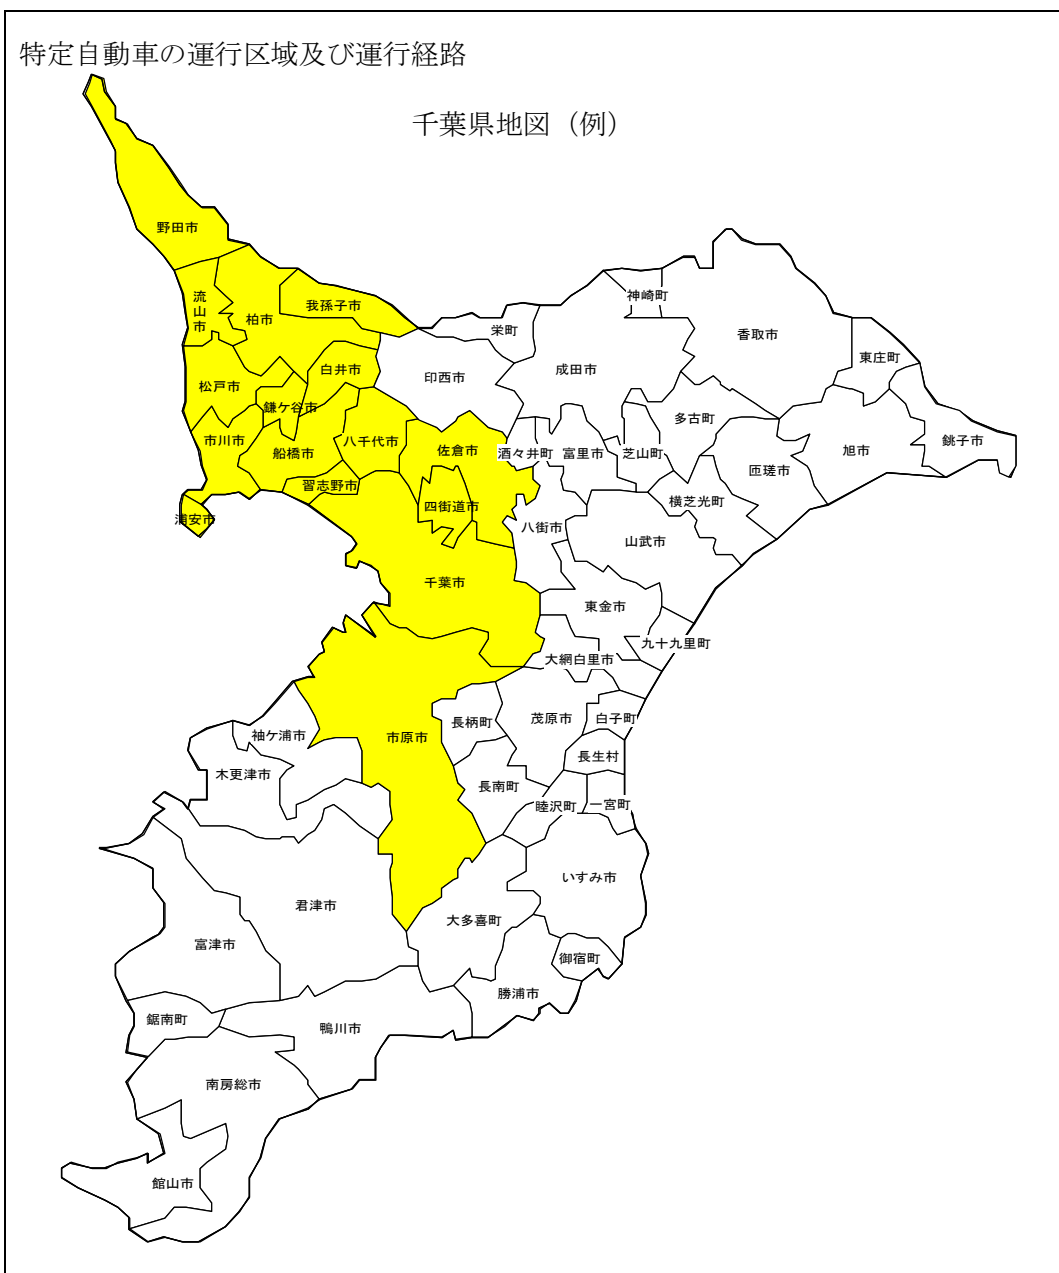 特定自動車の運行区域及び運行経路
千葉県地図（例）
野田市
流山市
柏市
我孫子市
栄町
神崎町
香取市
東庄町
印西市
成田市
白井市
松戸市
鎌ケ谷市
多古町
市川市
船橋市
八千代市
佐倉市
酒々井町
富里市
芝山町
旭市
銚子市
匝瑳市
習志野市
四街道市
横芝光町
浦安市
八街市
山武市
千葉市
東金市
九十九里町
大網白里市
長柄町
茂原市
白子町
袖ケ浦市
市原市
長生村
木更津市
長南町
睦沢町
一宮町
いすみ市
君津市
大多喜町
富津市
御宿町
勝浦市
鋸南町
鴨川市
南房総市
館山市